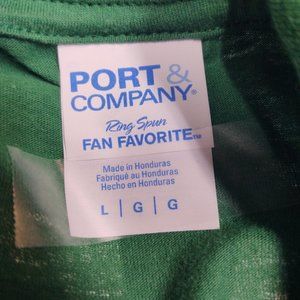 PORT &
COMPANY®
Ring Spun
FAN FAVORITE™
Made in Honduras
Fabriqué au Honduras
Hecho en Honduras
L | G | G